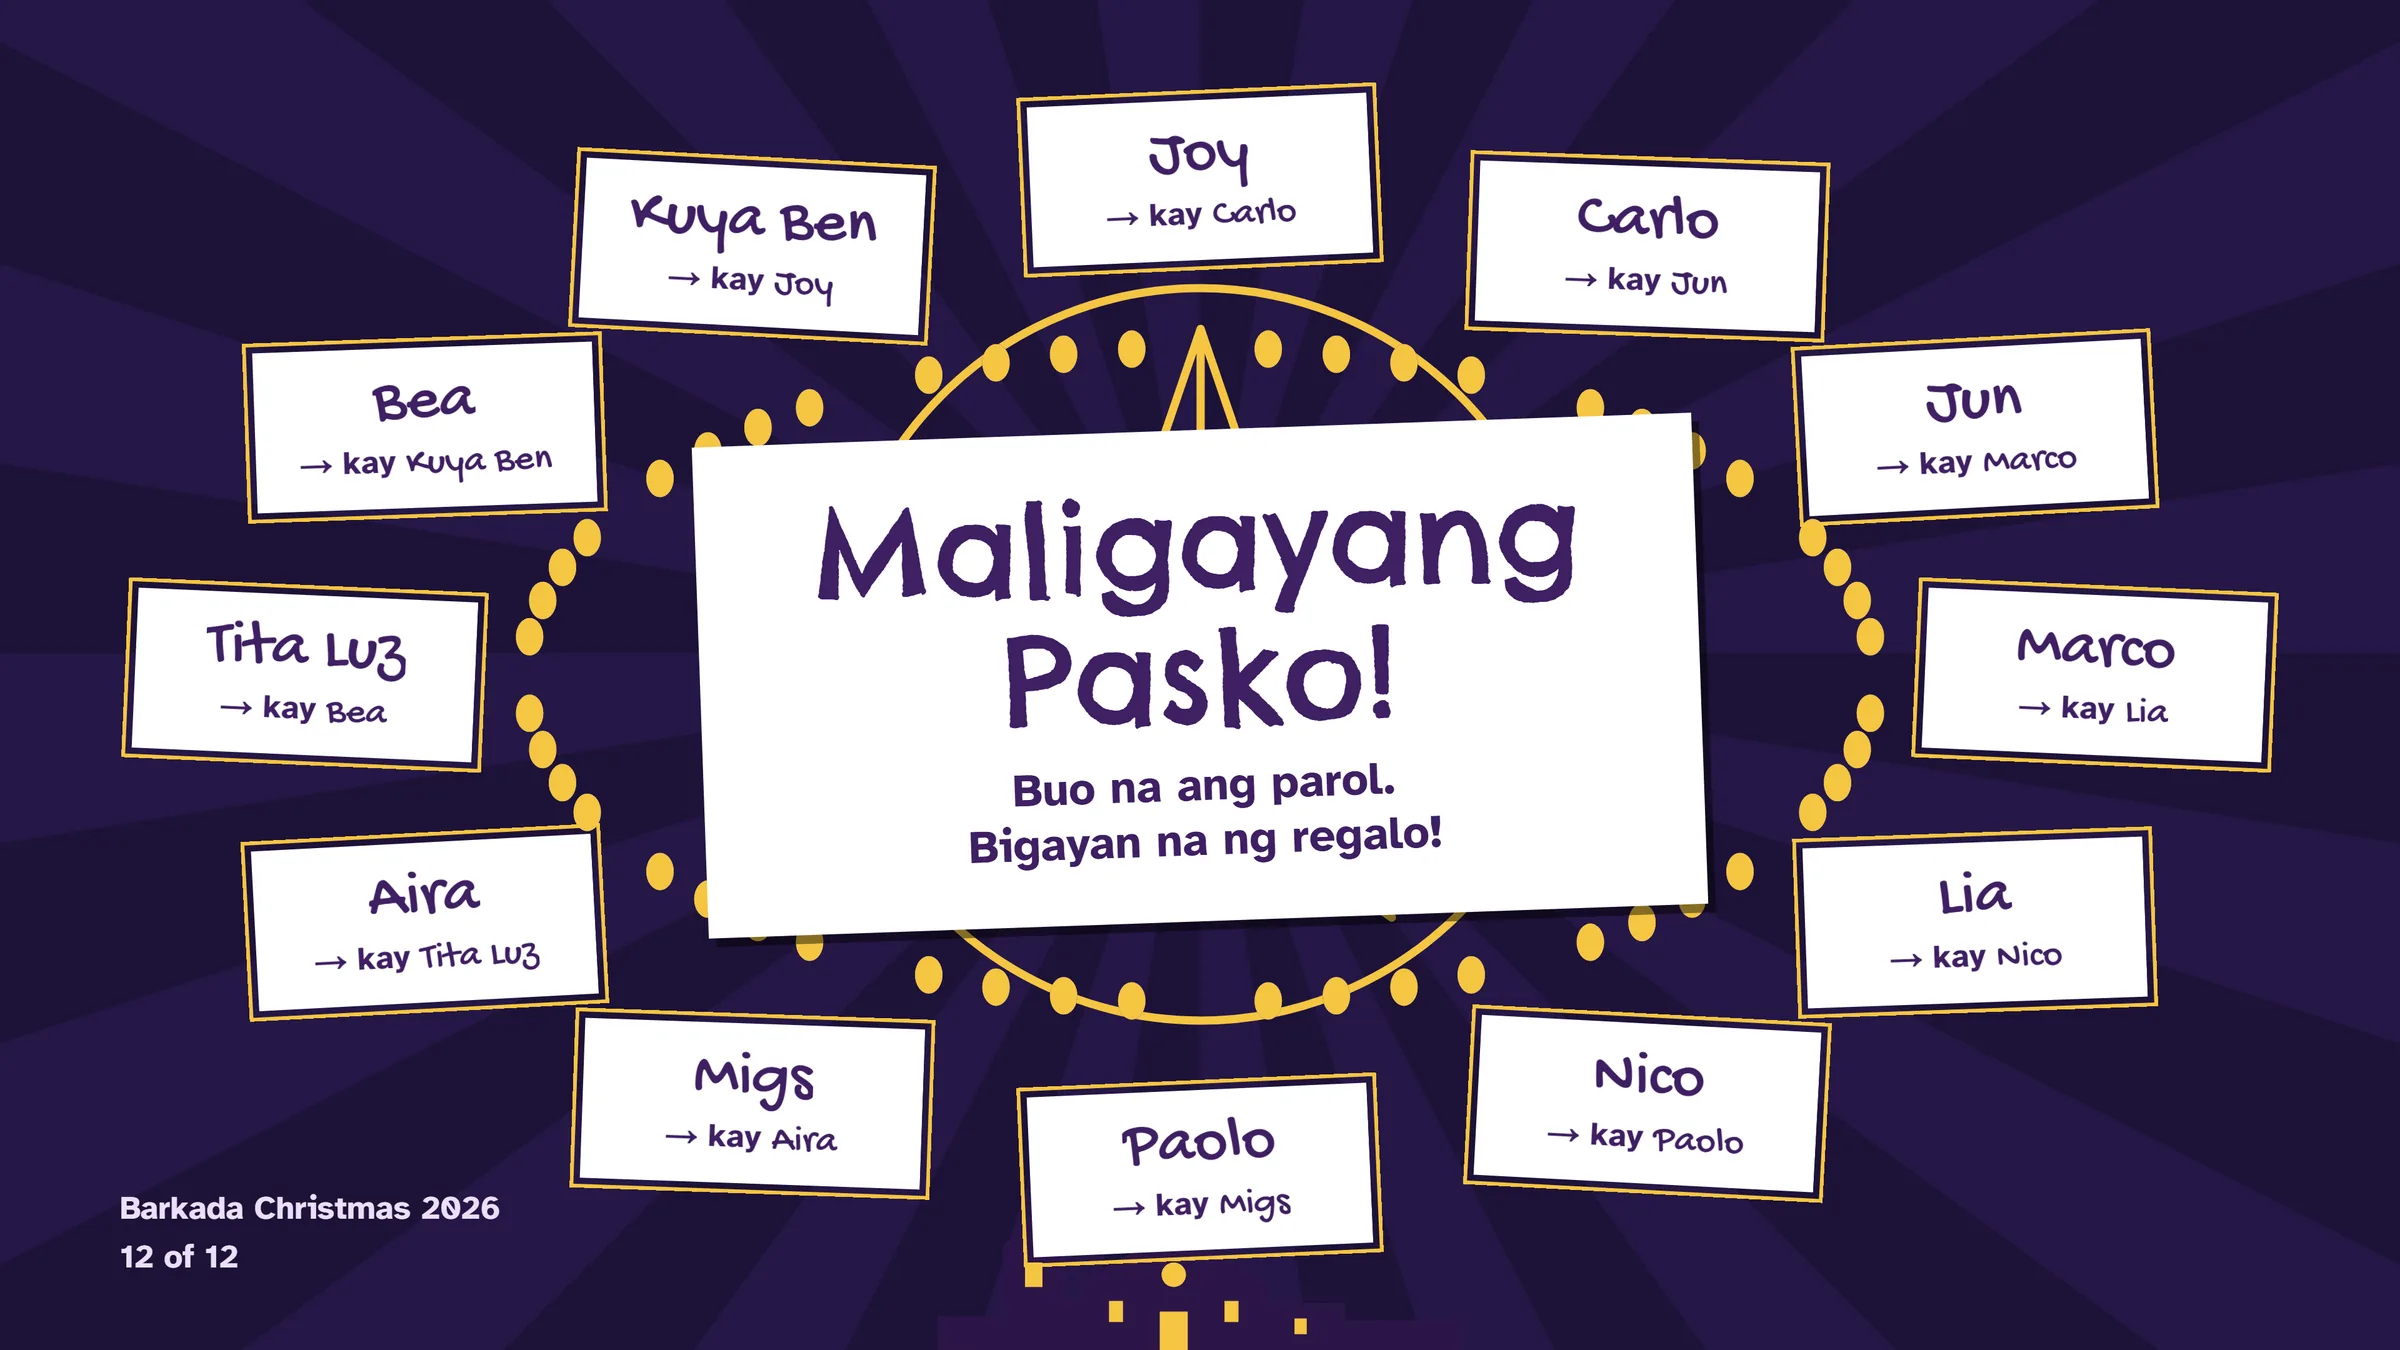 Joy
→ kay Carlo
Kuya Ben
→ kay Joy
Carlo
→ kay Jun
Bea
→ kay Kuya Ben
Jun
→ kay Marco
Maligayang
Pasko!
Buo na ang parol.
Bigayan na ng regalo!
Tita Luz
→ kay Bea
Marco
→ kay Lia
Aira
→ kay Tita Luz
Lia
→ kay Nico
Migs
→ kay Aira
Paolo
→ kay Migs
Nico
→ kay Paolo
Barkada Christmas 2026
12 of 12